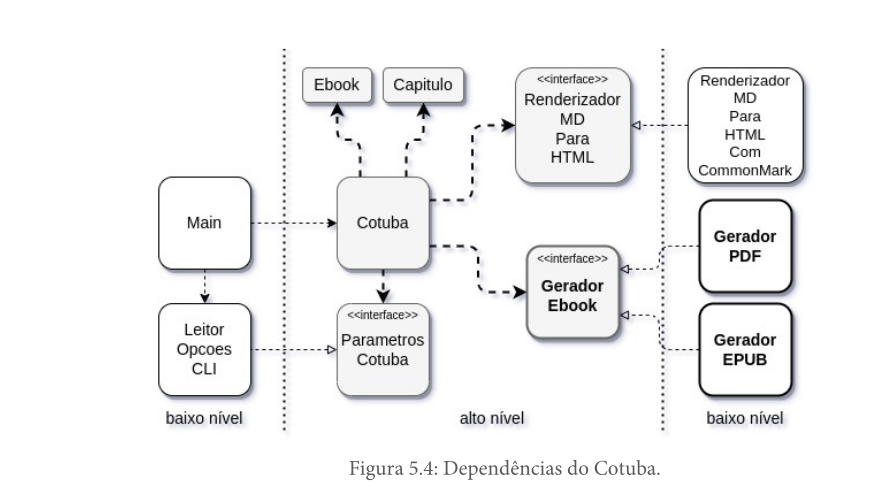 Ebook
Capitulo
<<interface>>
Renderizador
MD
Para
HTML
Renderizador
MD
Para
HTML
Com
CommonMark
Main
Cotuba
<<interface>>
Gerador
Ebook
Gerador
PDF
Leitor
Opcoes
CLI
<<interface>>
Parametros
Cotuba
Gerador
EPUB
baixo nível
alto nível
baixo nível
Figura 5.4: Dependências do Cotuba.